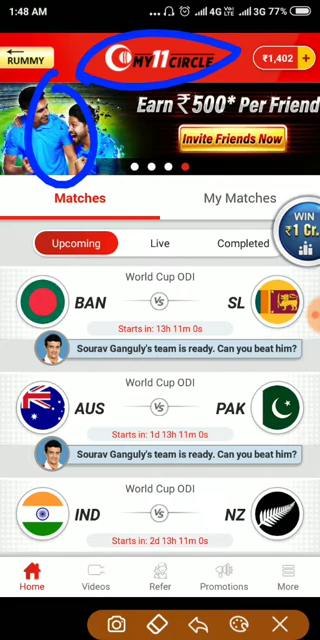 1:48 AM
4G VoLTE
3G 77%
RUMMY
MY11CIRCLE
₹1,402 +
Earn ₹500* Per Friend
Invite Friends Now
Matches
My Matches
WIN
₹1 Cr.
Upcoming
Live
Completed
World Cup ODI
BAN
VS
SL
Starts in: 13h 11m 0s
Sourav Ganguly's team is ready. Can you beat him?
World Cup ODI
AUS
VS
PAK
Starts in: 1d 13h 11m 0s
Sourav Ganguly's team is ready. Can you beat him?
World Cup ODI
IND
VS
NZ
Starts in: 2d 13h 11m 0s
Home
Videos
Refer
Promotions
More